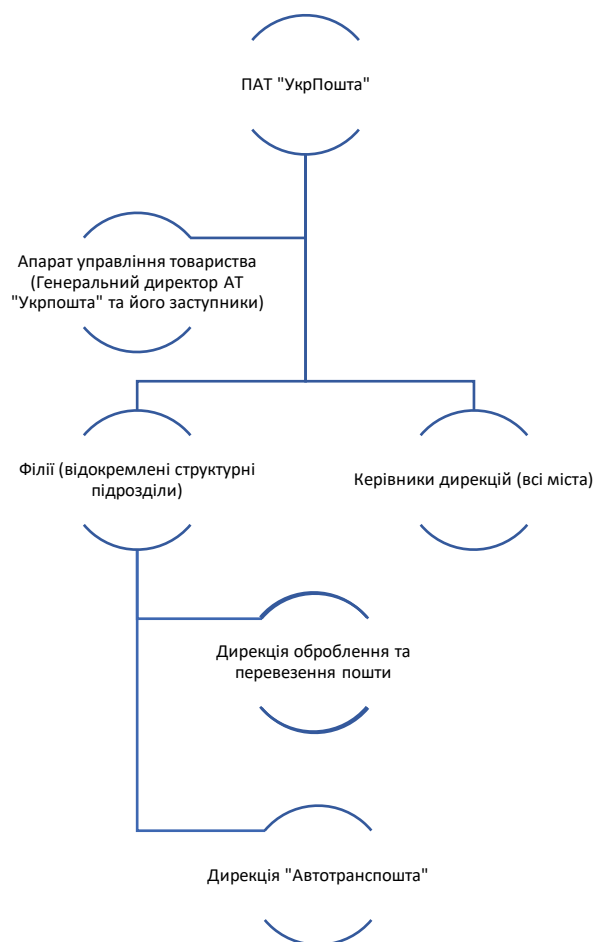 ПАТ "УкрПошта"
Апарат управління товариства
(Генеральний директор АТ
"Укрпошта" та його заступники)
Філії (відокремлені структурні
підрозділи)
Керівники дирекцій (всі міста)
Дирекція оброблення та
перевезення пошти
Дирекція "Автотранспошта"